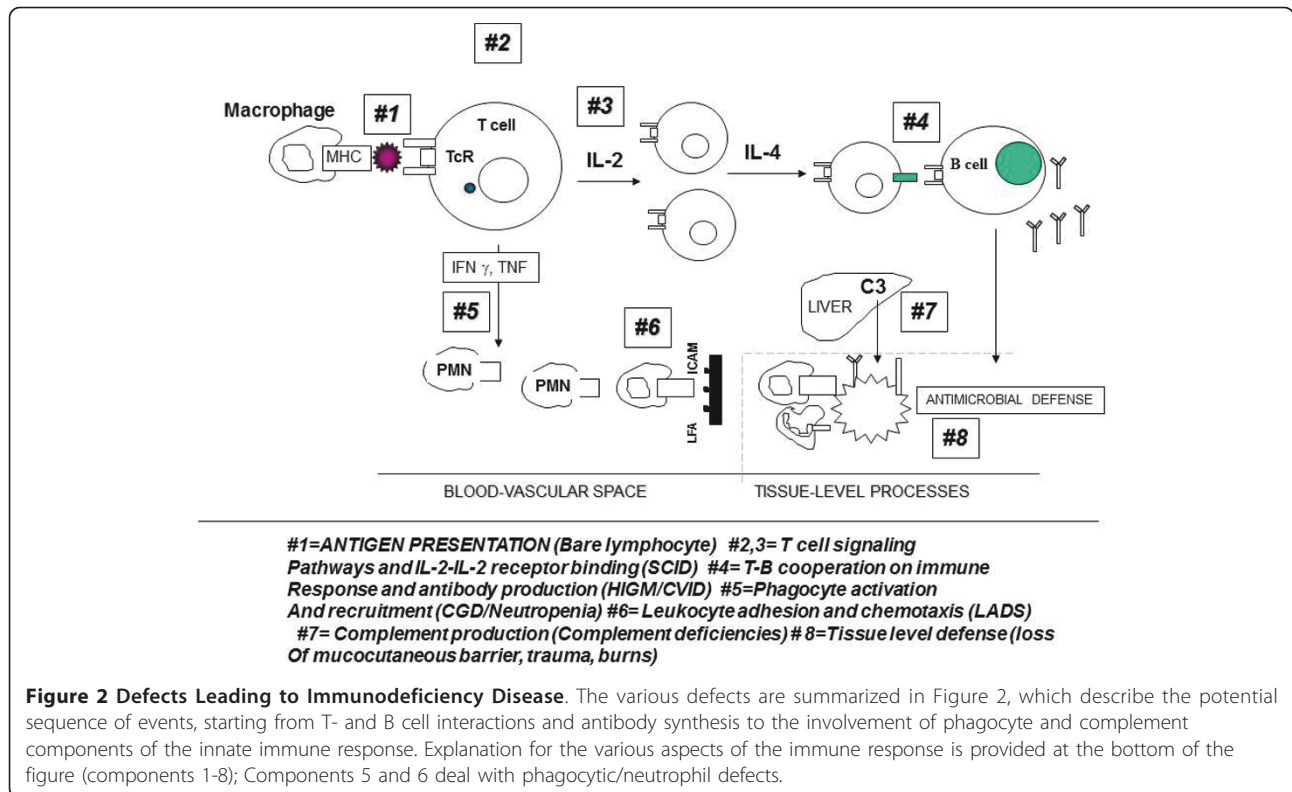 #2
Macrophage
#1
T cell
#3
#4
MHC
TcR
IL-2
IL-4
B cell
IFN γ, TNF
#5
#6
LIVER
C3
#7
PMN
PMN
ICAM
LFA
ANTIMICROBIAL DEFENSE
#8
BLOOD-VASCULAR SPACE
TISSUE-LEVEL PROCESSES
#1=ANTIGEN PRESENTATION (Bare lymphocyte) #2,3= T cell signaling
Pathways and IL-2-IL-2 receptor binding (SCID) #4= T-B cooperation on immune
Response and antibody production (HIGM/CVID) #5=Phagocyte activation
And recruitment (CGD/Neutropenia) #6= Leukocyte adhesion and chemotaxis (LADS)
#7= Complement production (Complement deficiencies) #8=Tissue level defense (loss
Of mucocutaneous barrier, trauma, burns)
Figure 2 Defects Leading to Immunodeficiency Disease. The various defects are summarized in Figure 2, which describe the potential
sequence of events, starting from T- and B cell interactions and antibody synthesis to the involvement of phagocyte and complement
components of the innate immune response. Explanation for the various aspects of the immune response is provided at the bottom of the
figure (components 1-8); Components 5 and 6 deal with phagocytic/neutrophil defects.